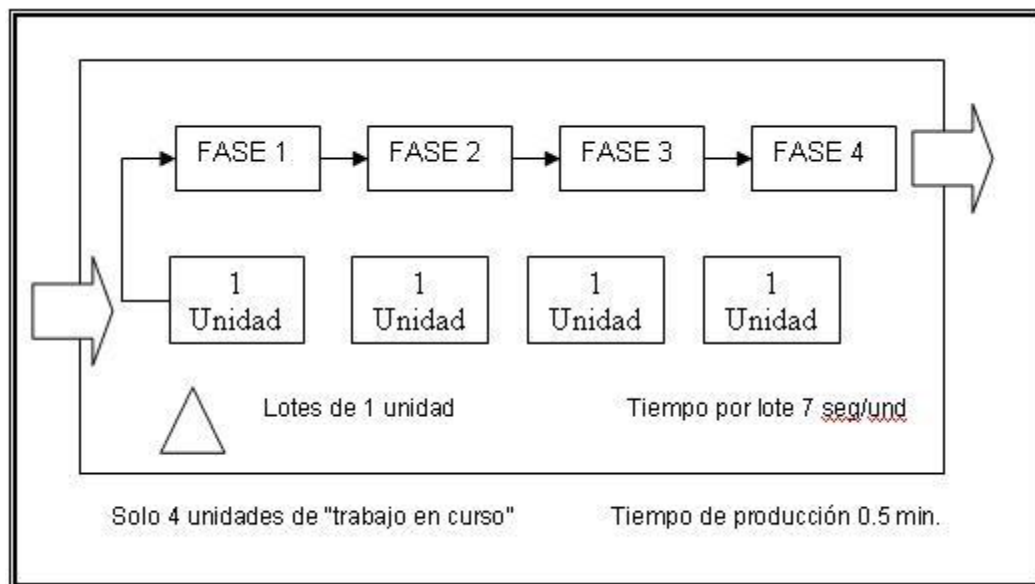 FASE 1
FASE 2
FASE 3
FASE 4
1
Unidad
1
Unidad
1
Unidad
1
Unidad
Lotes de 1 unidad
Tiempo por lote 7 seg/und
Solo 4 unidades de "trabajo en curso"
Tiempo de producción 0.5 min.